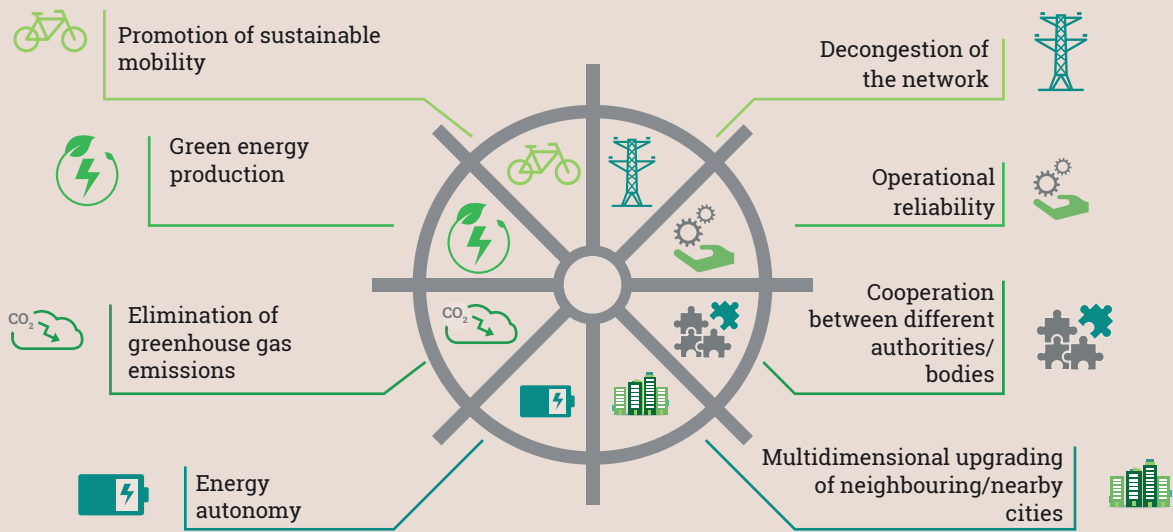 Promotion of sustainable
mobility
Green energy
production
CO₂
Elimination of
greenhouse gas
emissions
Energy
autonomy
CO₂
Decongestion of
the network
Operational
reliability
Cooperation
between different
authorities/
bodies
Multidimensional upgrading
of neighbouring/nearby
cities